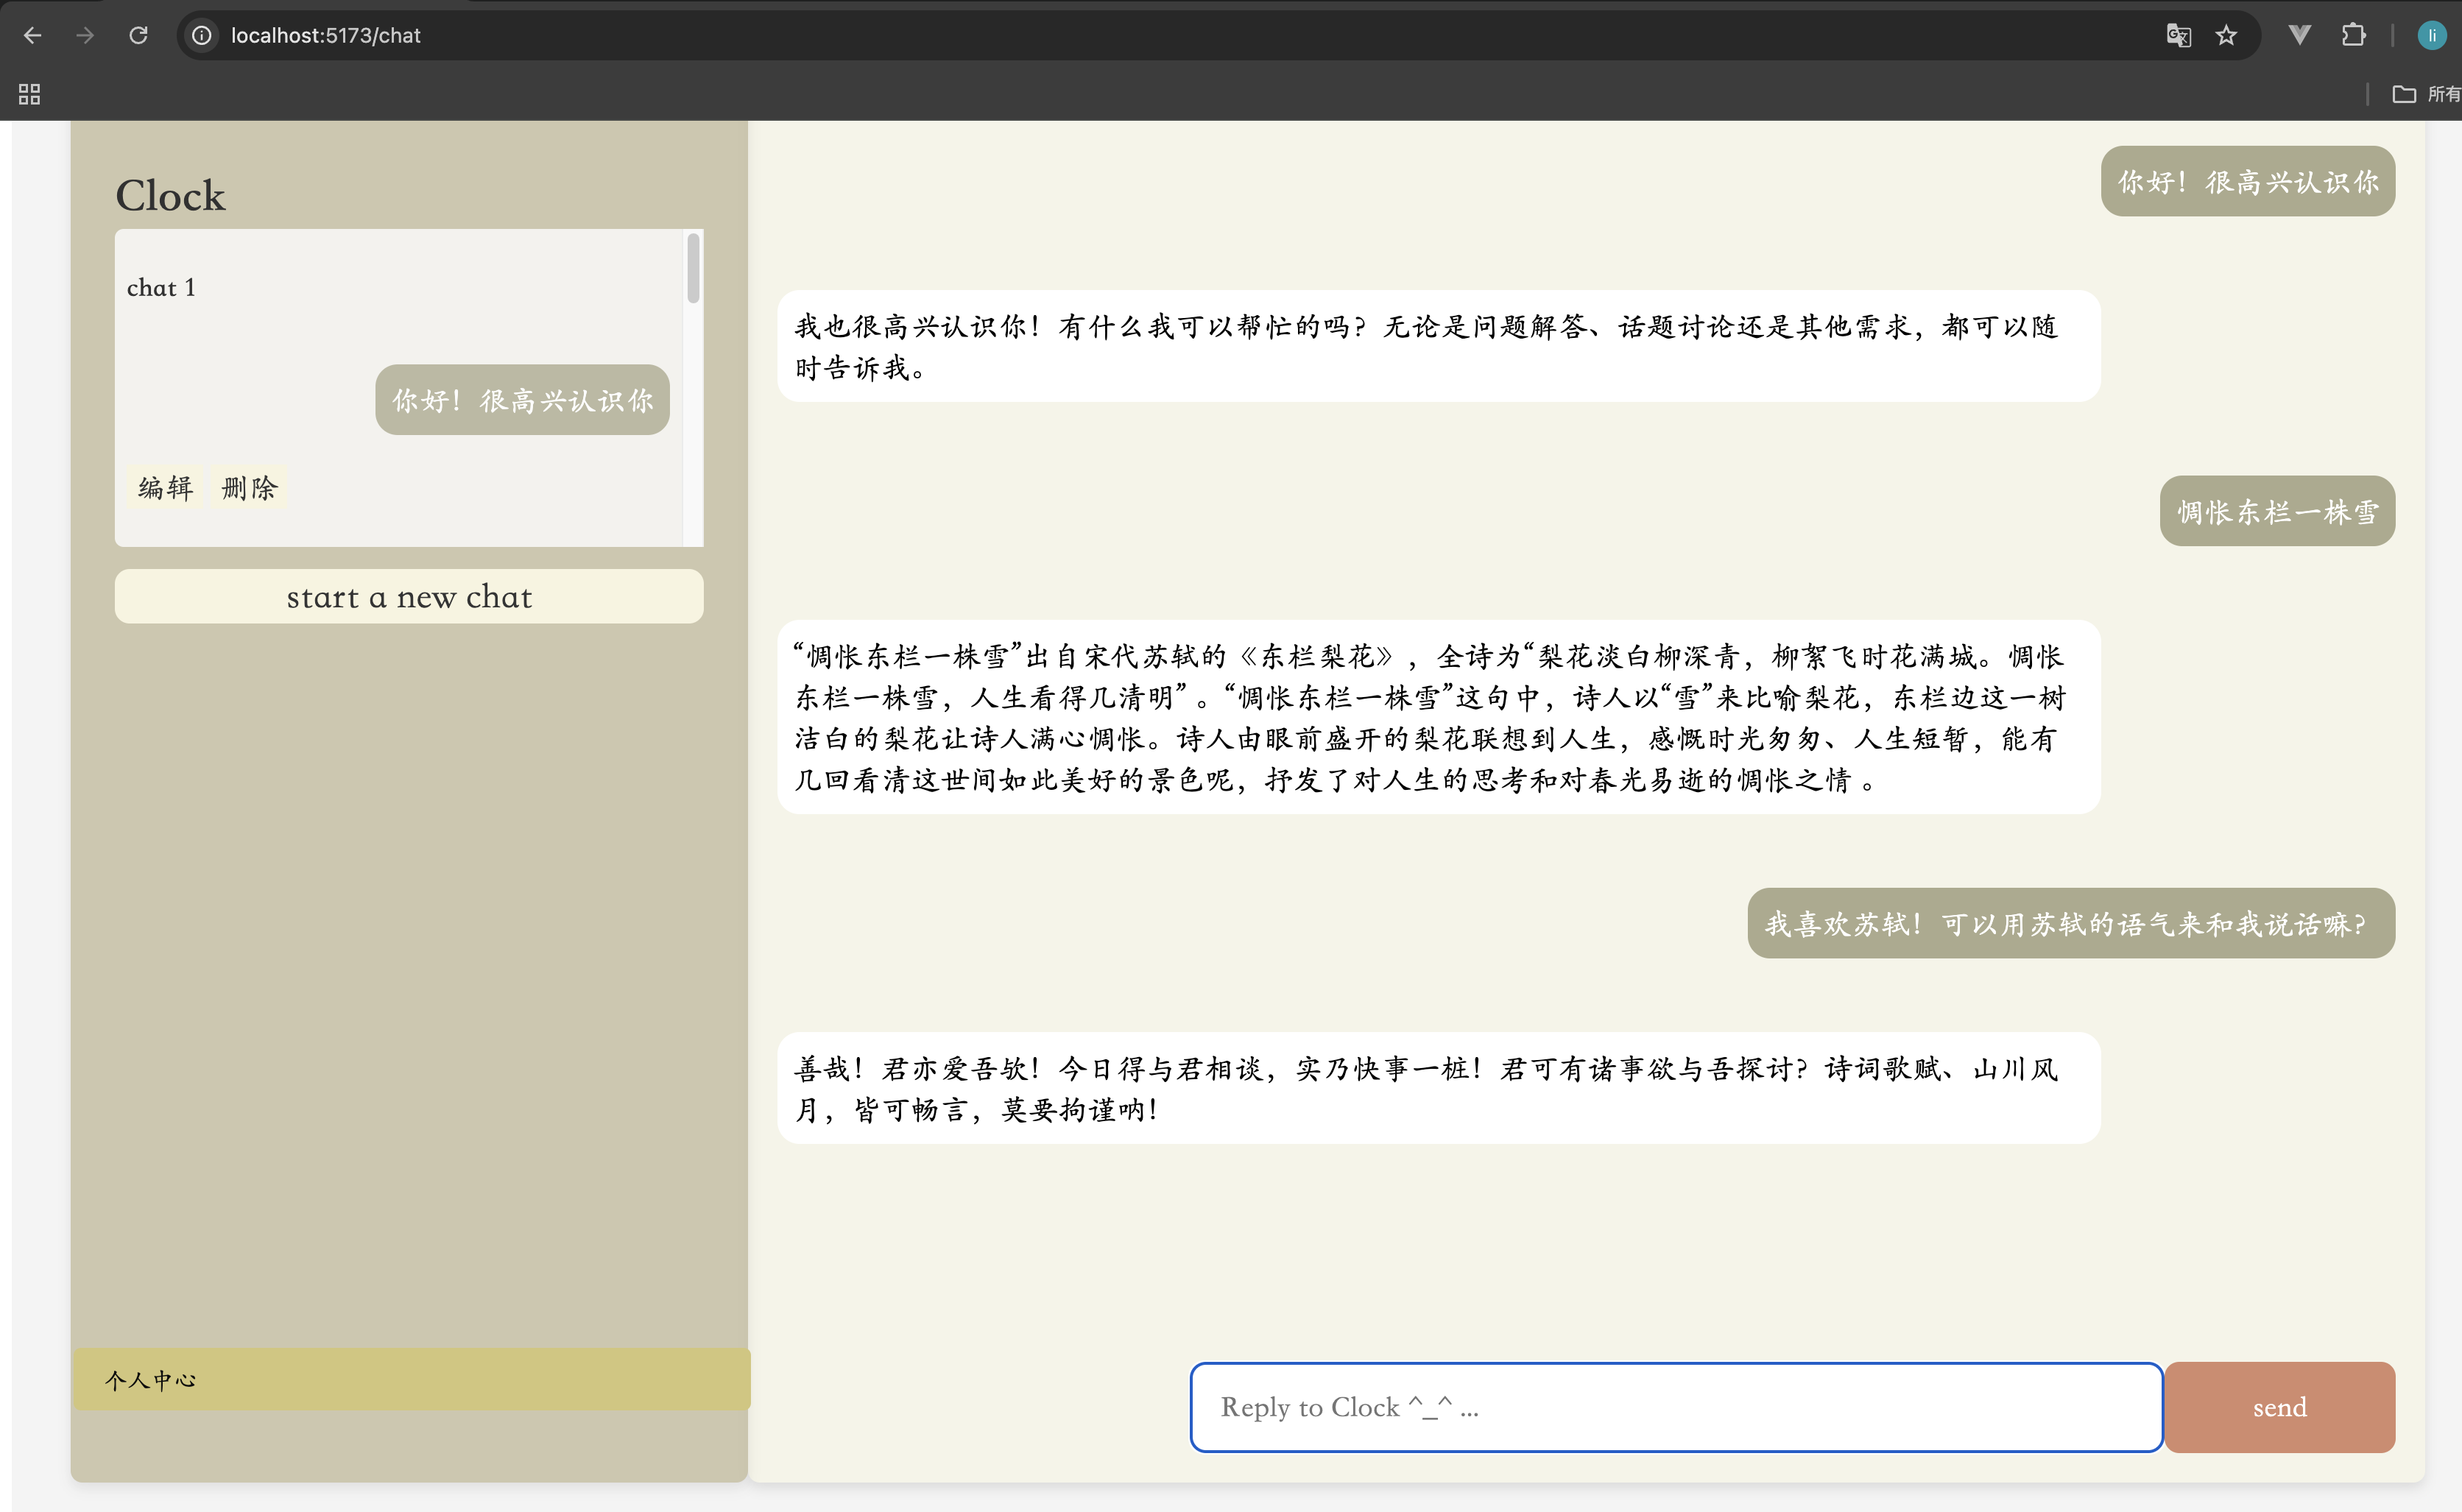 localhost:5173/chat
li
所有
Clock
chat 1
你好！很高兴认识你
编辑 删除
start a new chat
个人中心
你好！很高兴认识你
我也很高兴认识你！有什么我可以帮忙的吗？无论是问题解答、话题讨论还是其他需求，都可以随
时告诉我。
惆怅东栏一株雪
“惆怅东栏一株雪”出自宋代苏轼的《东栏梨花》，全诗为“梨花淡白柳深青，柳絮飞时花满城。惆怅
东栏一株雪，人生看得几清明” 。“惆怅东栏一株雪”这句中，诗人以“雪”来比喻梨花，东栏边这一树
洁白的梨花让诗人满心惆怅。诗人由眼前盛开的梨花联想到人生，感慨时光匆匆、人生短暂，能有
几回看清这世间如此美好的景色呢，抒发了对人生的思考和对春光易逝的惆怅之情 。
我喜欢苏轼！可以用苏轼的语气来和我说话嘛？
善哉！君亦爱吾欤！今日得与君相谈，实乃快事一桩！君可有诸事欲与吾探讨？诗词歌赋、山川风
月，皆可畅言，莫要拘谨呐！
Reply to Clock ^_^ ...
send